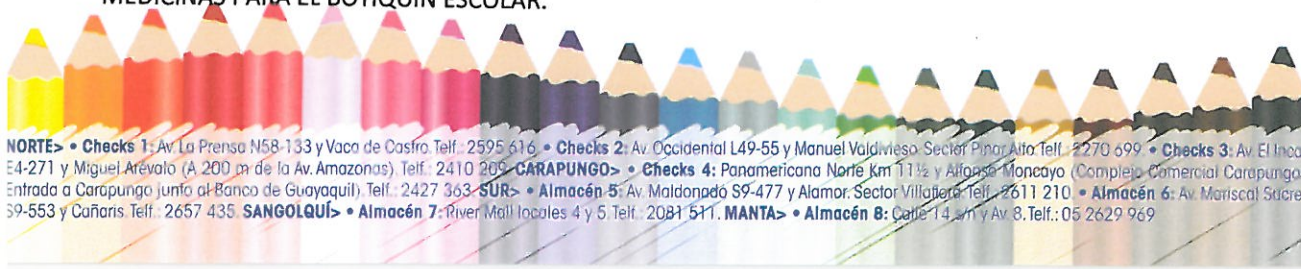 MEDICINAS PARA EL BOTIQUÍN ESCOLAR.
NORTE> • Checks 1: Av. La Prensa N58-133 y Vaca de Castro. Telf.: 2595 616. • Checks 2: Av. Occidental L49-55 y Manuel Valdivieso. Sector Pinar Alto. Telf.: 2270 699. • Checks 3: Av. El Inca
E4-271 y Miguel Arévalo (A 200 m de la Av. Amazonas). Telf.: 2410 209. CARAPUNGO> • Checks 4: Panamericana Norte Km 11½ y Alfonso Moncayo (Complejo Comercial Carapungo.
Entrada a Carapungo junto al Banco de Guayaquil). Telf.: 2427 363 SUR> • Almacén 5: Av. Maldonado S9-477 y Alamor. Sector Villaflora. Telf.: 2611 210. • Almacén 6: Av. Mariscal Sucre
S9-553 y Cañaris. Telf.: 2657 435. SANGOLQUÍ> • Almacén 7: River Mall locales 4 y 5. Telf.: 2081 511. MANTA> • Almacén 8: Calle 14 s/n y Av. 8. Telf.: 05 2629 969